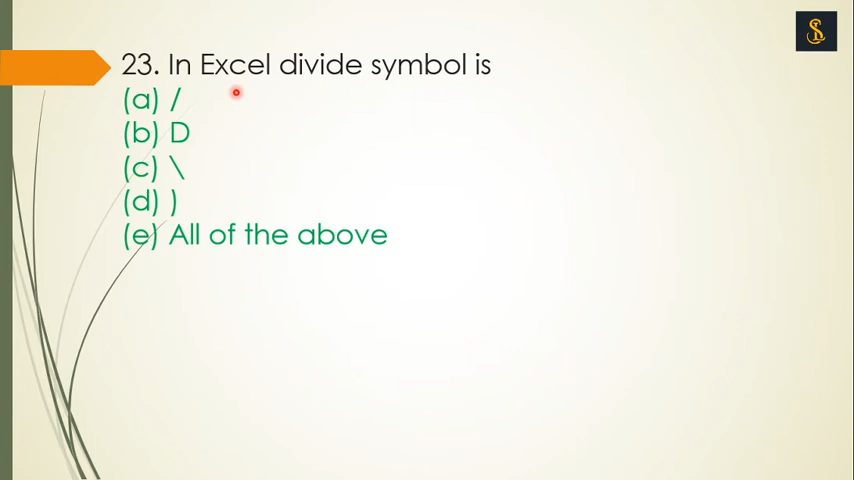 23. In Excel divide symbol is
(a) /
(b) D
(c) \
(d) )
(e) All of the above